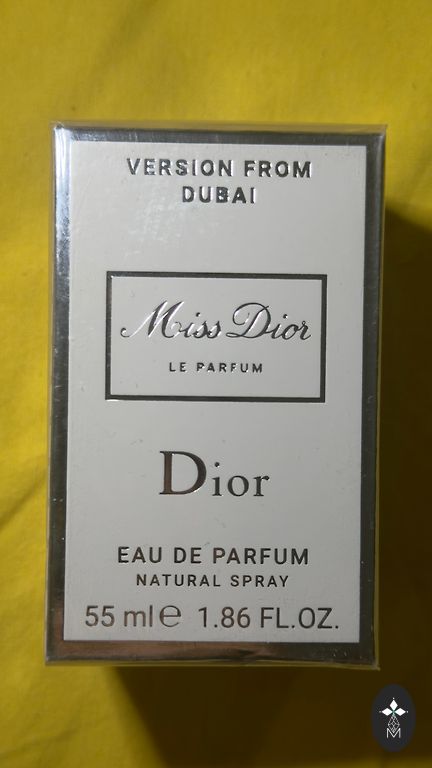 VERSION FROM
DUBAI
Miss Dior
LE PARFUM
Dior
EAU DE PARFUM
NATURAL SPRAY
55 ml℮ 1.86 FL.OZ.
M